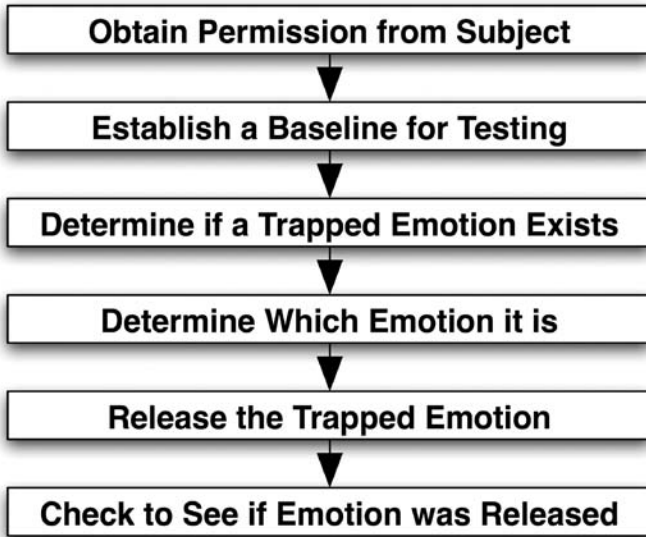 Obtain Permission from Subject
Establish a Baseline for Testing
Determine if a Trapped Emotion Exists
Determine Which Emotion it is
Release the Trapped Emotion
Check to See if Emotion was Released